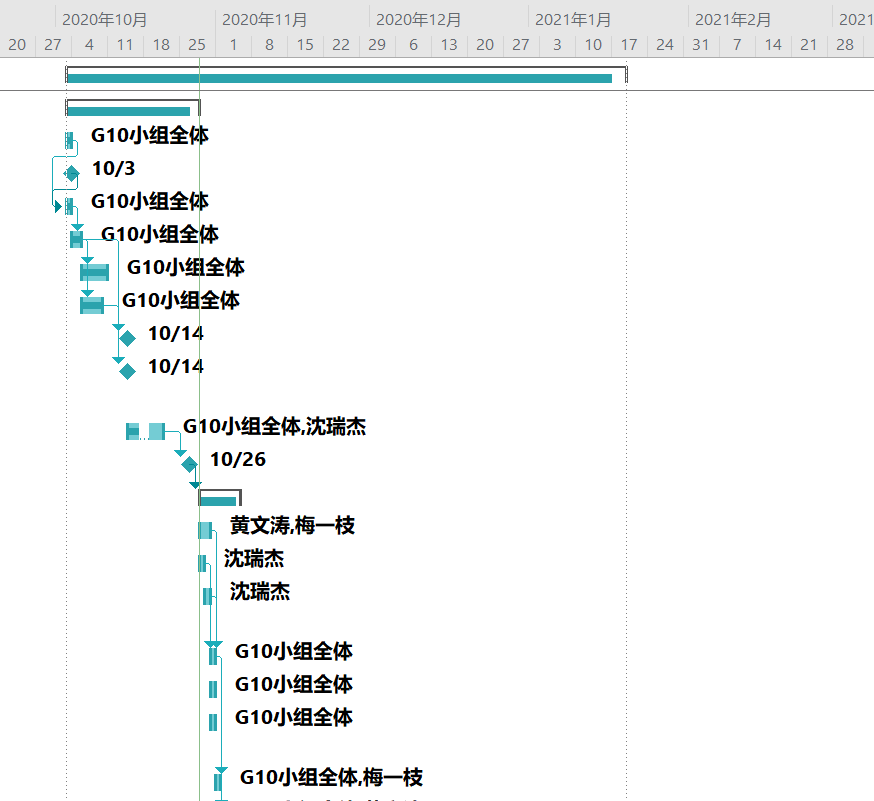 2020年10月 2020年11月 2020年12月 2021年1月 2021年2月 2021
20 27 4 11 18 25 1 8 15 22 29 6 13 20 27 3 10 17 24 31 7 14 21 28
G10小组全体
10/3
G10小组全体
G10小组全体
G10小组全体
G10小组全体
10/14
10/14
G10小组全体,沈瑞杰
10/26
黄文涛,梅一枝
沈瑞杰
沈瑞杰
G10小组全体
G10小组全体
G10小组全体
G10小组全体,梅一枝